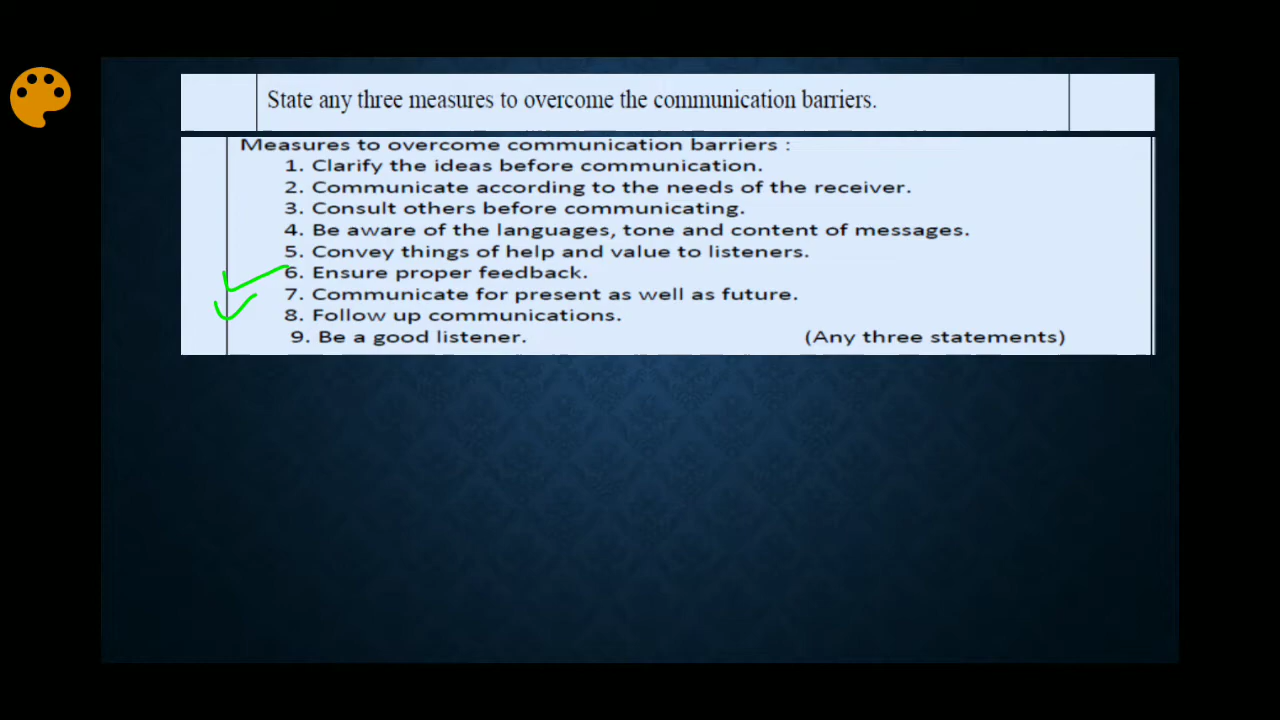 State any three measures to overcome the communication barriers.
Measures to overcome communication barriers :
1. Clarify the ideas before communication.
2. Communicate according to the needs of the receiver.
3. Consult others before communicating.
4. Be aware of the languages, tone and content of messages.
5. Convey things of help and value to listeners.
6. Ensure proper feedback.
7. Communicate for present as well as future.
8. Follow up communications.
9. Be a good listener. (Any three statements)